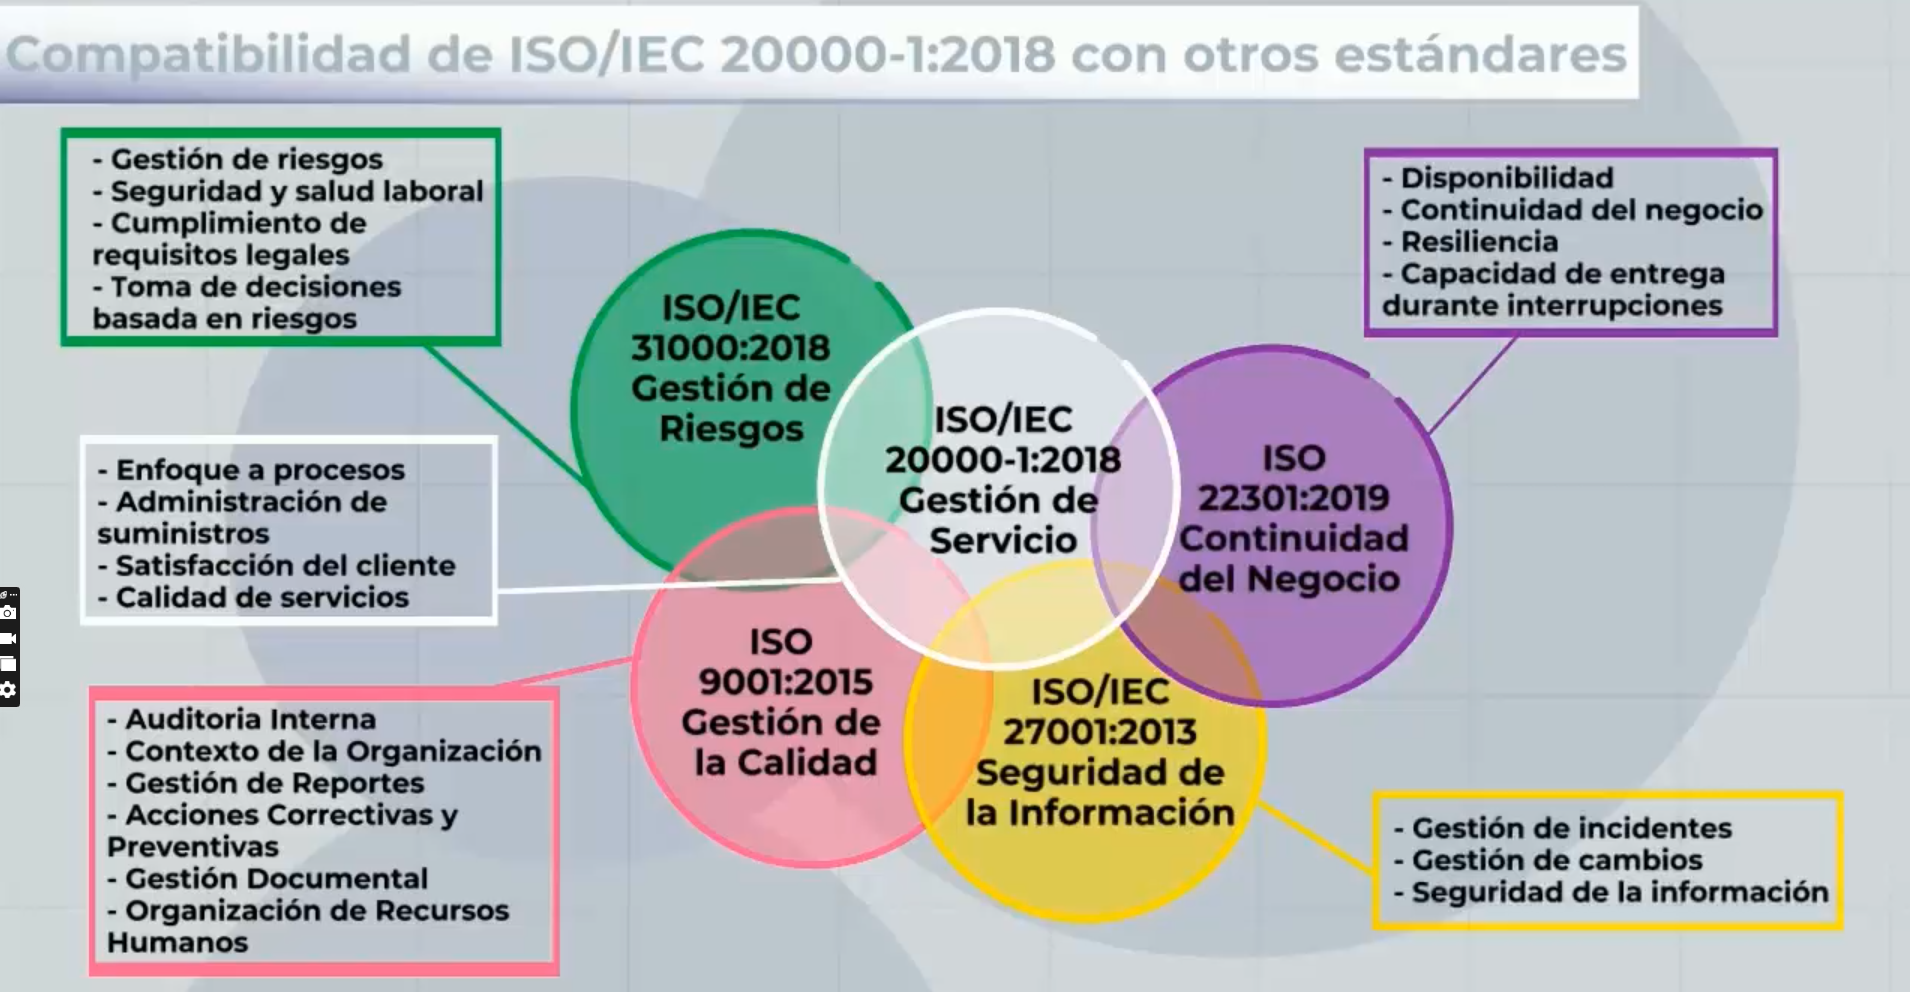 Compatibilidad de ISO/IEC 20000-1:2018 con otros estándares
- Gestión de riesgos
- Seguridad y salud laboral
- Cumplimiento de
requisitos legales
- Toma de decisiones
basada en riesgos
- Enfoque a procesos
- Administración de
suministros
- Satisfacción del cliente
- Calidad de servicios
- Auditoria Interna
- Contexto de la Organización
- Gestión de Reportes
- Acciones Correctivas y
Preventivas
- Gestión Documental
- Organización de Recursos
Humanos
ISO/IEC
31000:2018
Gestión de
Riesgos
ISO/IEC
20000-1:2018
Gestión de
Servicio
ISO
22301:2019
Continuidad
del Negocio
ISO
9001:2015
Gestión de
la Calidad
ISO/IEC
27001:2013
Seguridad de
la Información
- Disponibilidad
- Continuidad del negocio
- Resiliencia
- Capacidad de entrega
durante interrupciones
- Gestión de incidentes
- Gestión de cambios
- Seguridad de la información